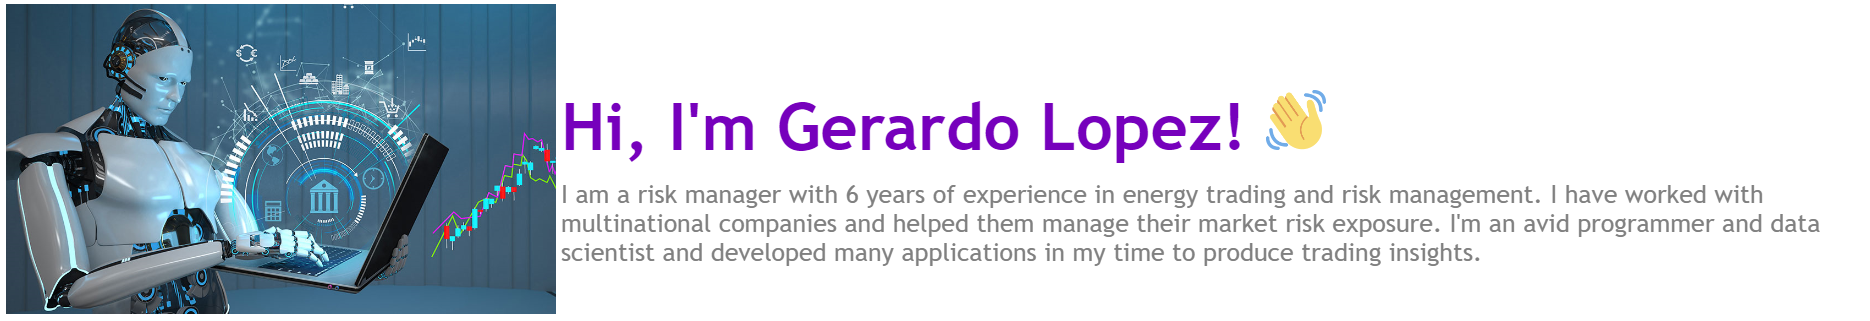 Hi, I'm Gerardo Lopez! 👋
I am a risk manager with 6 years of experience in energy trading and risk management. I have worked with
multinational companies and helped them manage their market risk exposure. I'm an avid programmer and data
scientist and developed many applications in my time to produce trading insights.